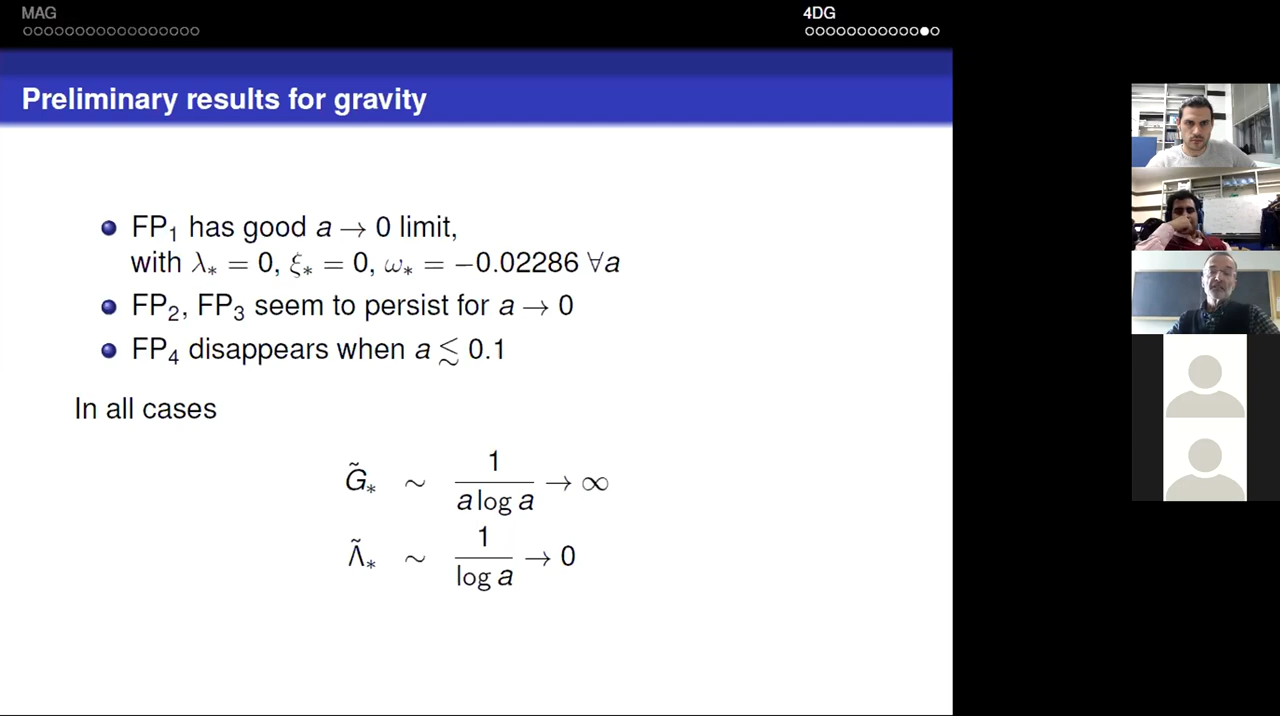 MAG
4DG
Preliminary results for gravity
FP₁ has good a → 0 limit,
with λ∗ = 0, ξ∗ = 0, ω∗ = −0.02286 ∀a
FP₂, FP₃ seem to persist for a → 0
FP₄ disappears when a ≲ 0.1
In all cases
G̃∗ ∼ 1/(a log a) → ∞
Λ̃∗ ∼ 1/(log a) → 0